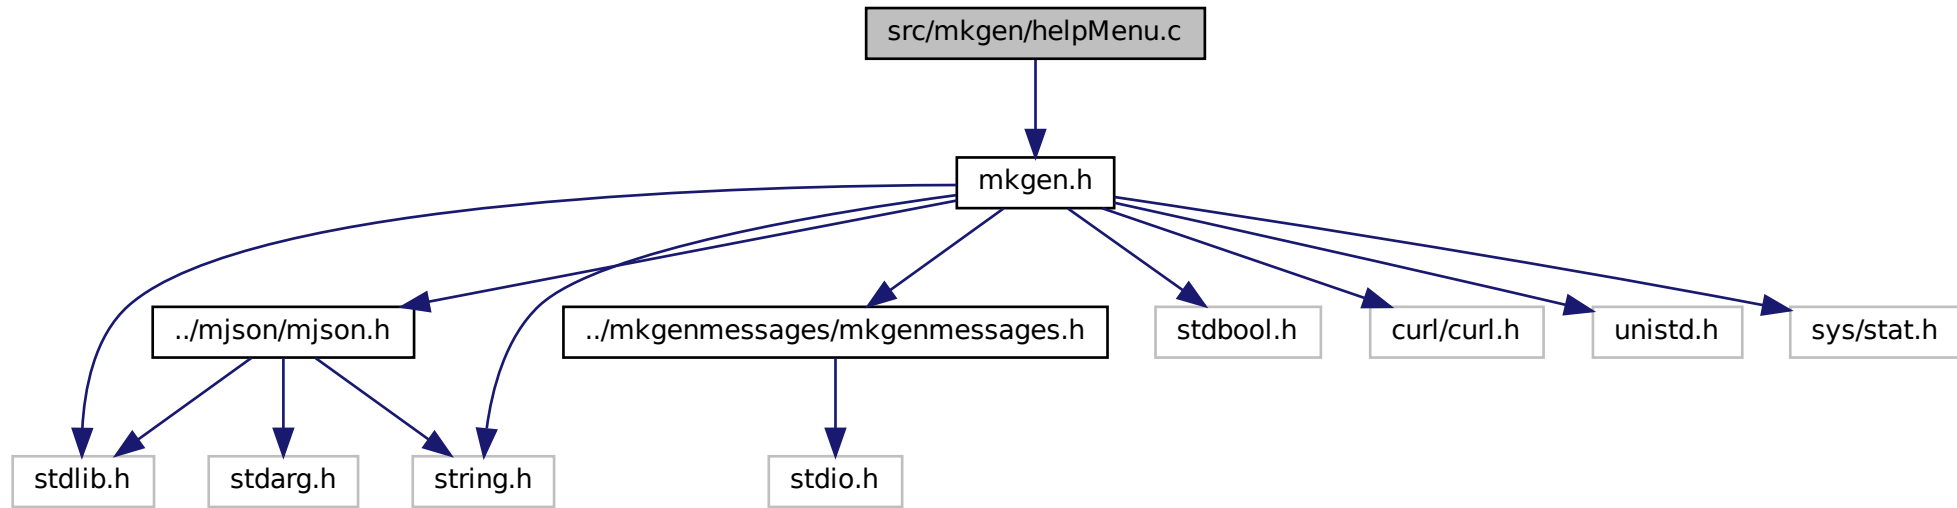 src/mkgen/helpMenu.c
mkgen.h
../mjson/mjson.h
../mkgenmessages/mkgenmessages.h
stdbool.h
curl/curl.h
unistd.h
sys/stat.h
stdlib.h
stdarg.h
string.h
stdio.h